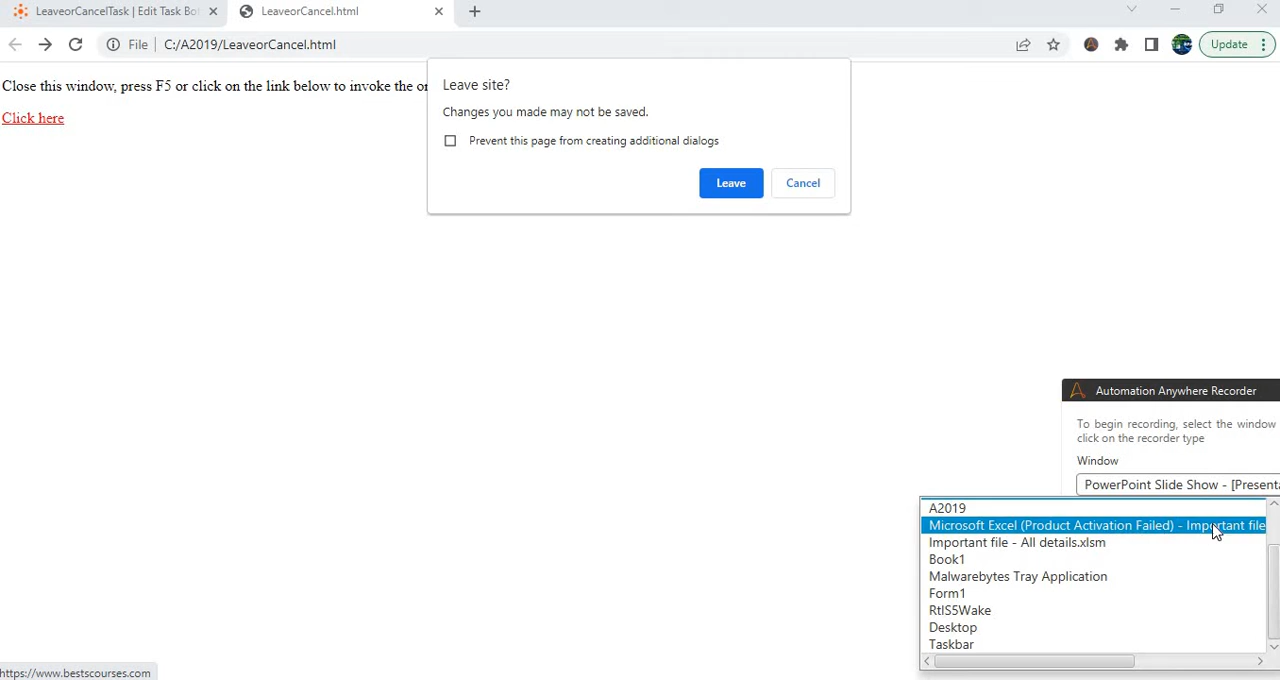 LeaveorCancelTask | Edit Task Bot
LeaveorCancel.html
File
C:/A2019/LeaveorCancel.html
Update
Close this window, press F5 or click on the link below to invoke the
Click here
Leave site?
Changes you made may not be saved.
Prevent this page from creating additional dialogs
Leave
Cancel
Automation Anywhere Recorder
To begin recording, select the window
click on the recorder type
Window
PowerPoint Slide Show - [Presenta
A2019
Microsoft Excel (Product Activation Failed) - Important file
Important file - All details.xlsm
Book1
Malwarebytes Tray Application
Form1
RtlS5Wake
Desktop
Taskbar
https://www.bestscourses.com